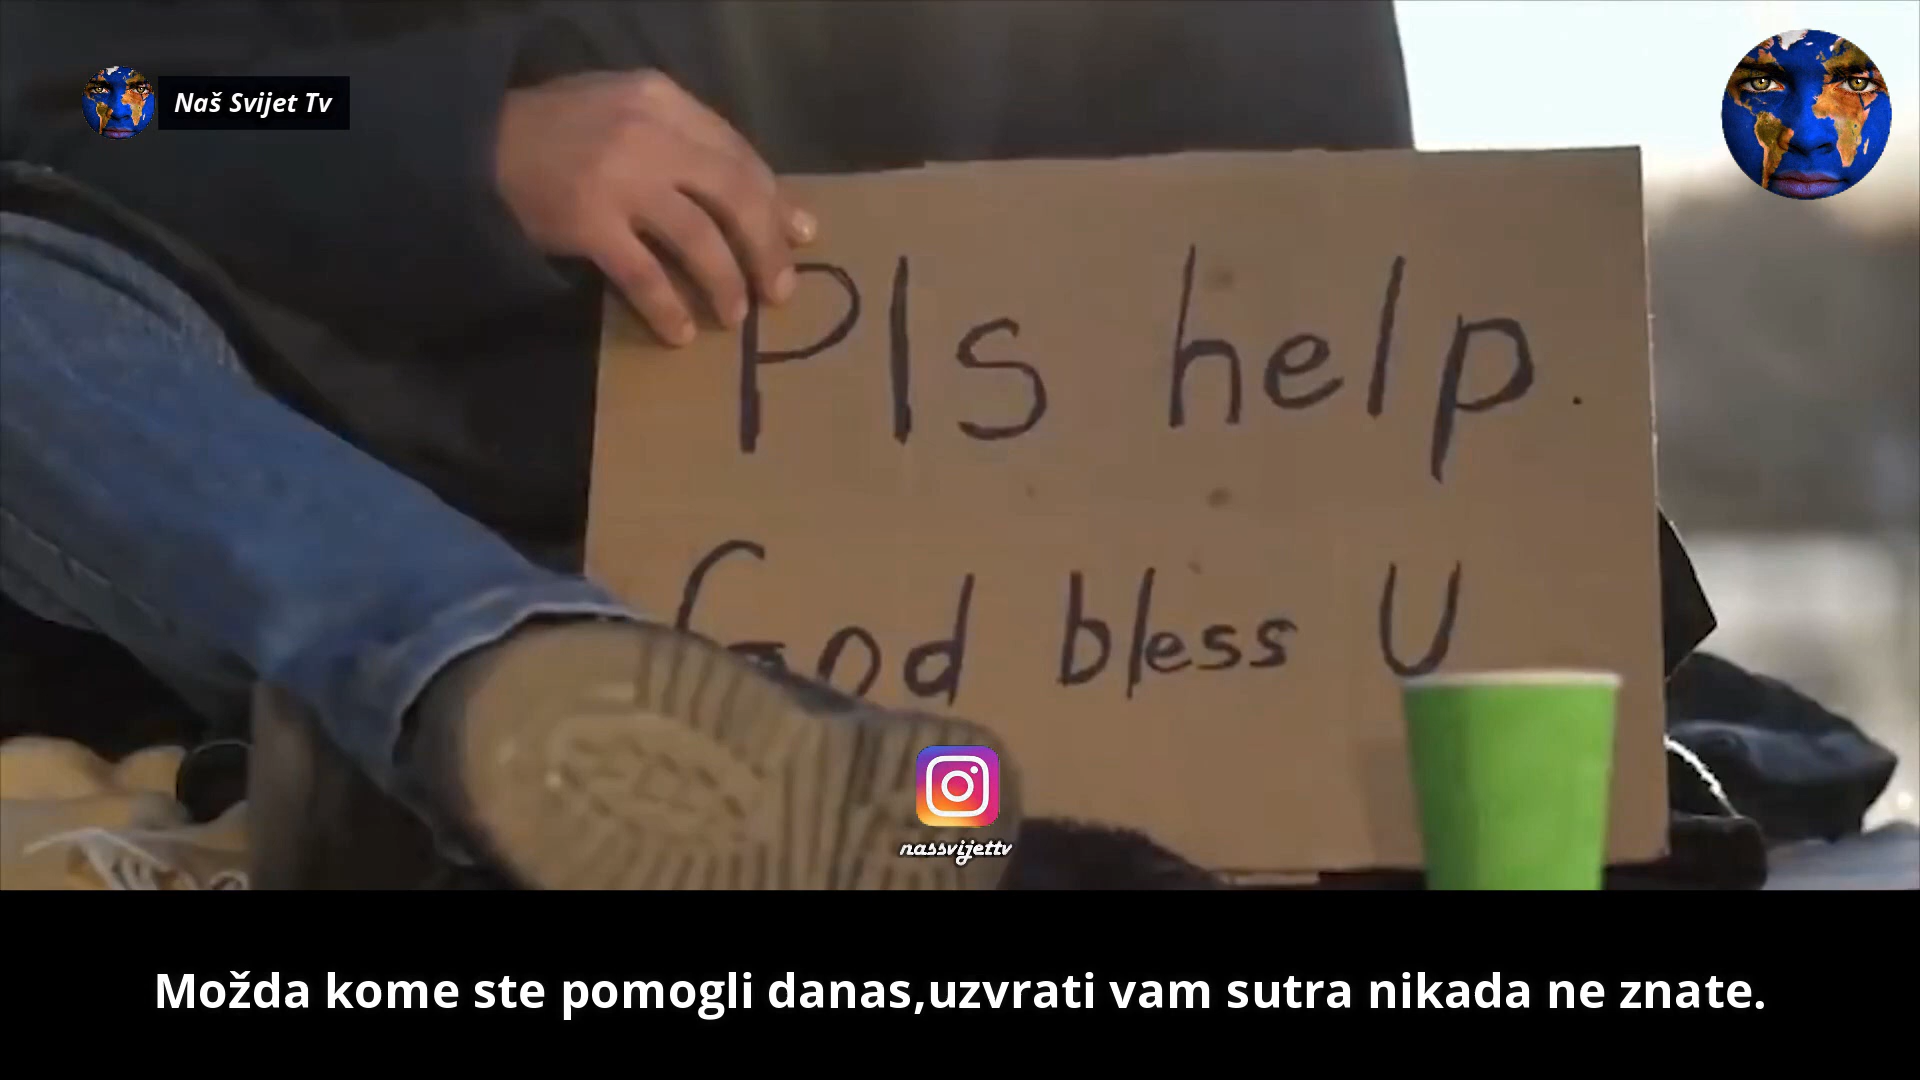 Naš Svijet Tv
Pls help.
God bless U
nassvijettv
Možda kome ste pomogli danas,uzvrati vam sutra nikada ne znate.